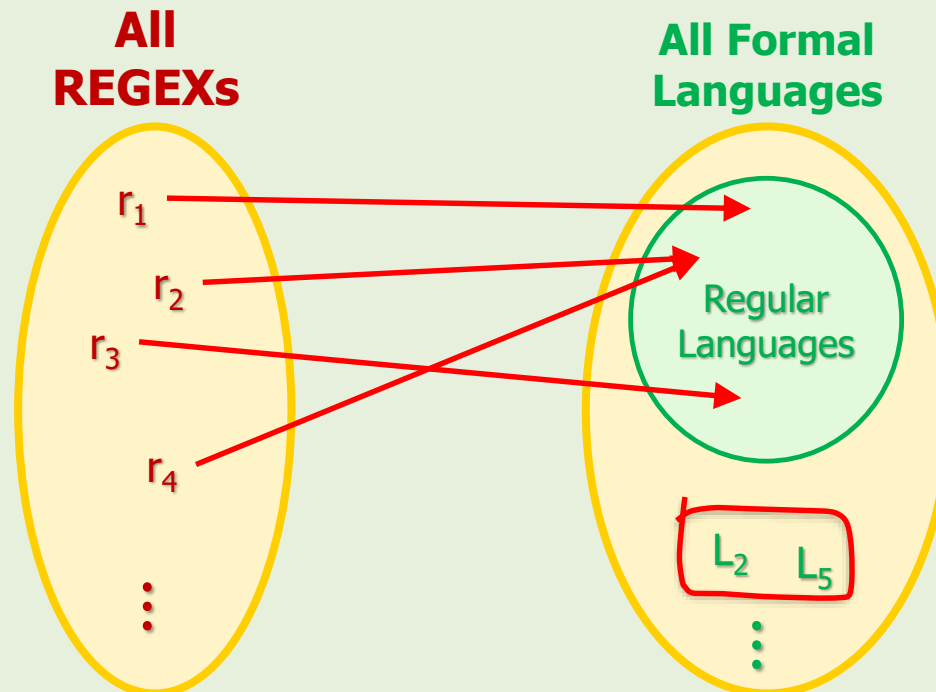 All
REGEXs
All Formal
Languages
r₁
r₂
r₃
r₄
⋮
Regular
Languages
L₂ L₅
⋮